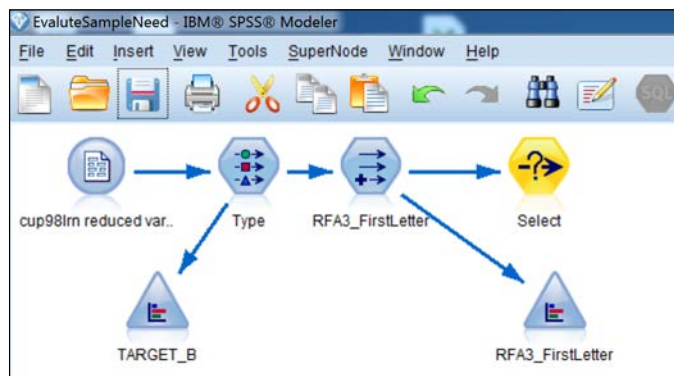 EvaluteSampleNeed - IBM® SPSS® Modeler
File Edit Insert View Tools SuperNode Window Help
SQL
cup98lrn reduced var.. Type RFA3_FirstLetter Select
TARGET_B RFA3_FirstLetter